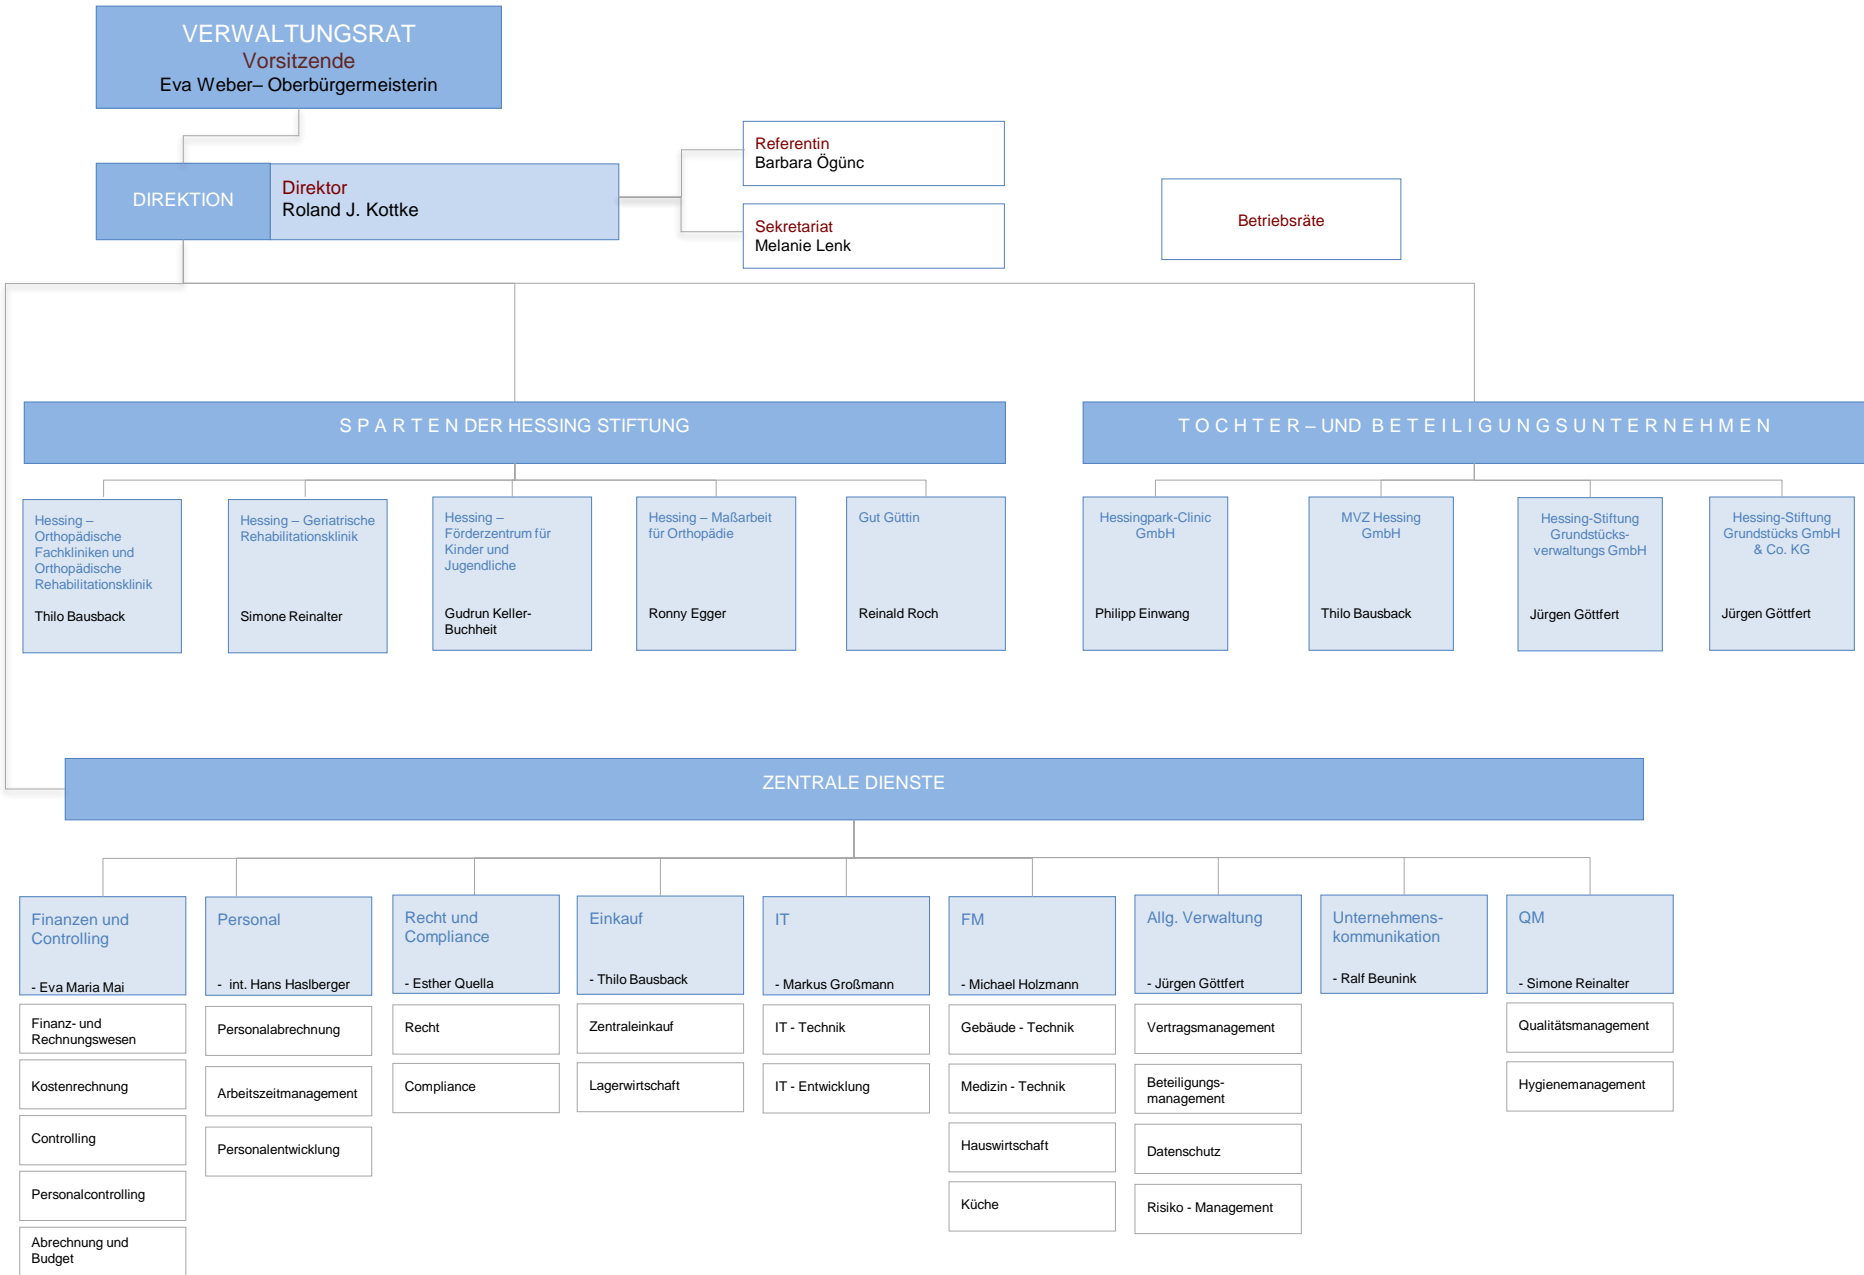 VERWALTUNGSRAT
Vorsitzende
Eva Weber– Oberbürgermeisterin
DIREKTION
Direktor
Roland J. Kottke
Referentin
Barbara Ögünc
Sekretariat
Melanie Lenk
Betriebsräte
S P A R T E N DER HESSING STIFTUNG
T O C H T E R – UND B E T E I L I G U N G S U N T E R N E H M E N
Hessing –
Orthopädische
Fachkliniken und
Orthopädische
Rehabilitationsklinik
Thilo Bausback
Hessing – Geriatrische
Rehabilitationsklinik
Simone Reinalter
Hessing –
Förderzentrum für
Kinder und
Jugendliche
Gudrun Keller-
Buchheit
Hessing – Maßarbeit
für Orthopädie
Ronny Egger
Gut Güttin
Reinald Roch
Hessingpark-Clinic
GmbH
Philipp Einwang
MVZ Hessing
GmbH
Thilo Bausback
Hessing-Stiftung
Grundstücks-
verwaltungs GmbH
Jürgen Göttfert
Hessing-Stiftung
Grundstücks GmbH
& Co. KG
Jürgen Göttfert
ZENTRALE DIENSTE
Finanzen und
Controlling
- Eva Maria Mai
Finanz- und
Rechnungswesen
Kostenrechnung
Controlling
Personalcontrolling
Abrechnung und
Budget
Personal
- int. Hans Haslberger
Personalabrechnung
Arbeitszeitmanagement
Personalentwicklung
Recht und
Compliance
- Esther Quella
Recht
Compliance
Einkauf
- Thilo Bausback
Zentraleinkauf
Lagerwirtschaft
IT
- Markus Großmann
IT - Technik
IT - Entwicklung
FM
- Michael Holzmann
Gebäude - Technik
Medizin - Technik
Hauswirtschaft
Küche
Allg. Verwaltung
- Jürgen Göttfert
Vertragsmanagement
Beteiligungs-
management
Datenschutz
Risiko - Management
Unternehmens-
kommunikation
- Ralf Beunink
QM
- Simone Reinalter
Qualitätsmanagement
Hygienemanagement